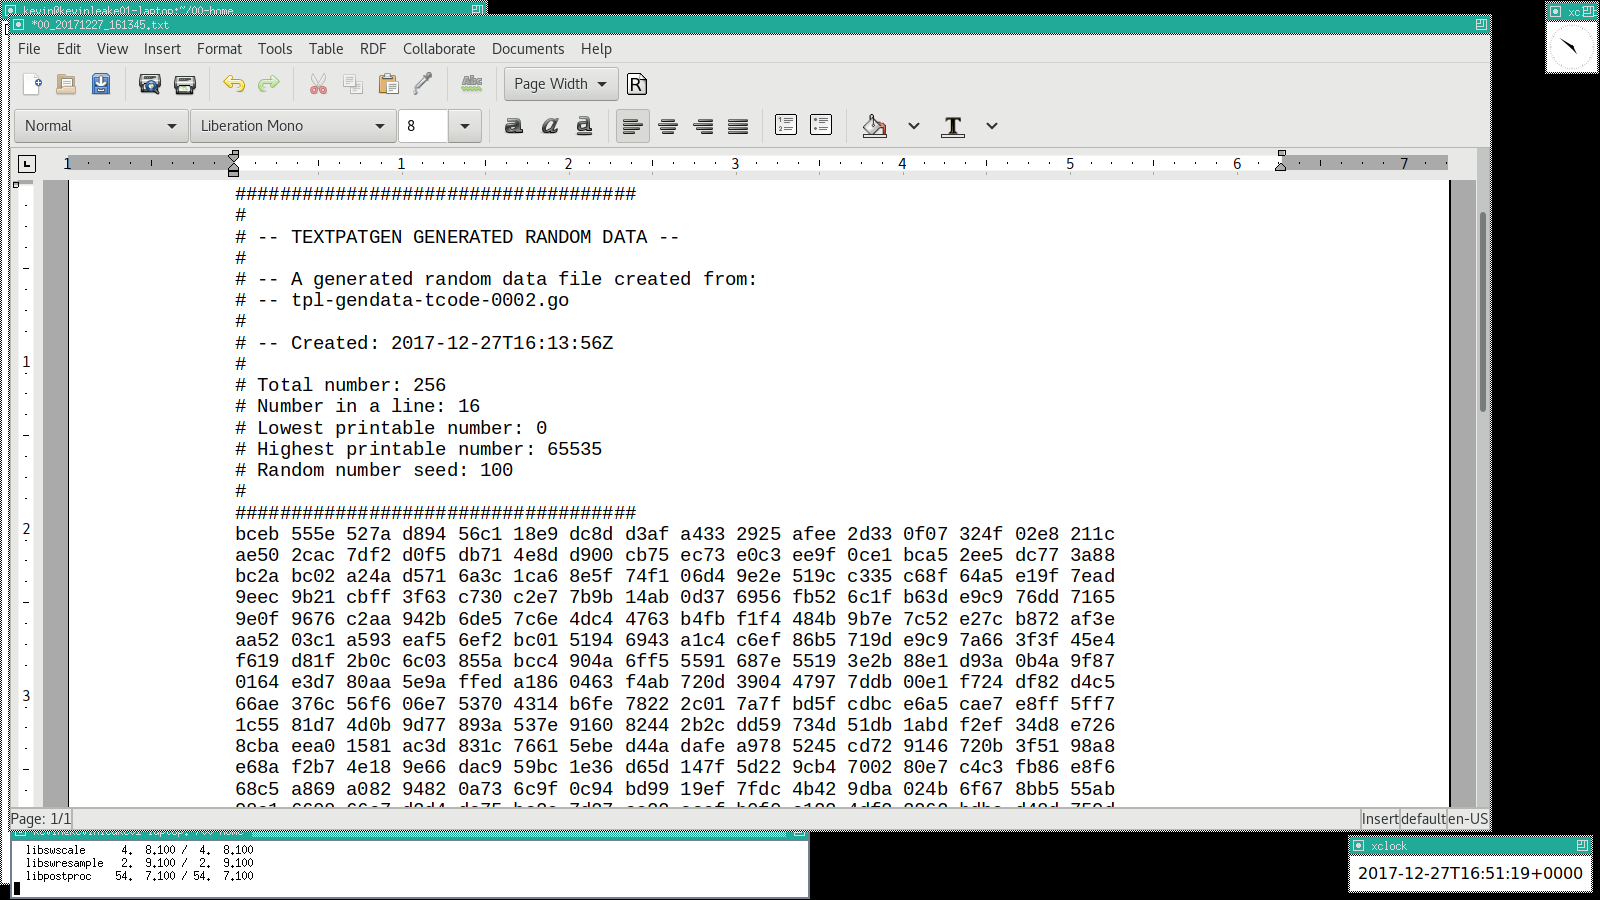 kevin@kevinleake01-laptop:~/00-home
*00_20171227_161345.txt
xc
File Edit View Insert Format Tools Table RDF Collaborate Documents Help
Page Width
Normal Liberation Mono 8
1 1 2 3 4 5 6 7
###################################
#
# -- TEXTPATGEN GENERATED RANDOM DATA --
#
# -- A generated random data file created from:
# -- tpl-gendata-tcode-0002.go
#
# -- Created: 2017-12-27T16:13:56Z
#
# Total number: 256
# Number in a line: 16
# Lowest printable number: 0
# Highest printable number: 65535
# Random number seed: 100
#
###################################
bceb 555e 527a d894 56c1 18e9 dc8d d3af a433 2925 afee 2d33 0f07 324f 02e8 211c
ae50 2cac 7df2 d0f5 db71 4e8d d900 cb75 ec73 e0c3 ee9f 0ce1 bca5 2ee5 dc77 3a88
bc2a bc02 a24a d571 6a3c 1ca6 8e5f 74f1 06d4 9e2e 519c c335 c68f 64a5 e19f 7ead
9eec 9b21 cbff 3f63 c730 c2e7 7b9b 14ab 0d37 6956 fb52 6c1f b63d e9c9 76dd 7165
9e0f 9676 c2aa 942b 6de5 7c6e 4dc4 4763 b4fb f1f4 484b 9b7e 7c52 e27c b872 af3e
aa52 03c1 a593 eaf5 6ef2 bc01 5194 6943 a1c4 c6ef 86b5 719d e9c9 7a66 3f3f 45e4
f619 d81f 2b0c 6c03 855a bcc4 904a 6ff5 5591 687e 5519 3e2b 88e1 d93a 0b4a 9f87
0164 e3d7 80aa 5e9a ffed a186 0463 f4ab 720d 3904 4797 7ddb 00e1 f724 df82 d4c5
66ae 376c 56f6 06e7 5370 4314 b6fe 7822 2c01 7a7f bd5f cdbc e6a5 cae7 e8ff 5ff7
1c55 81d7 4d0b 9d77 893a 537e 9160 8244 2b2c dd59 734d 51db 1abd f2ef 34d8 e726
8cba eea0 1581 ac3d 831c 7661 5ebe d44a dafe a978 5245 cd72 9146 720b 3f51 98a8
e68a f2b7 4e18 9e66 dac9 59bc 1e36 d65d 147f 5d22 9cb4 7002 80e7 c4c3 fb86 e8f6
68c5 a869 a082 9482 0a73 6c9f 0c94 bd99 19ef 7fdc 4b42 9dba 024b 6f67 8bb5 55ab
1
2
3
Page: 1/1 Insert default en-US
libswscale 4. 8.100 / 4. 8.100
libswresample 2. 9.100 / 2. 9.100
libpostproc 54. 7.100 / 54. 7.100
xclock
2017-12-27T16:51:19+0000